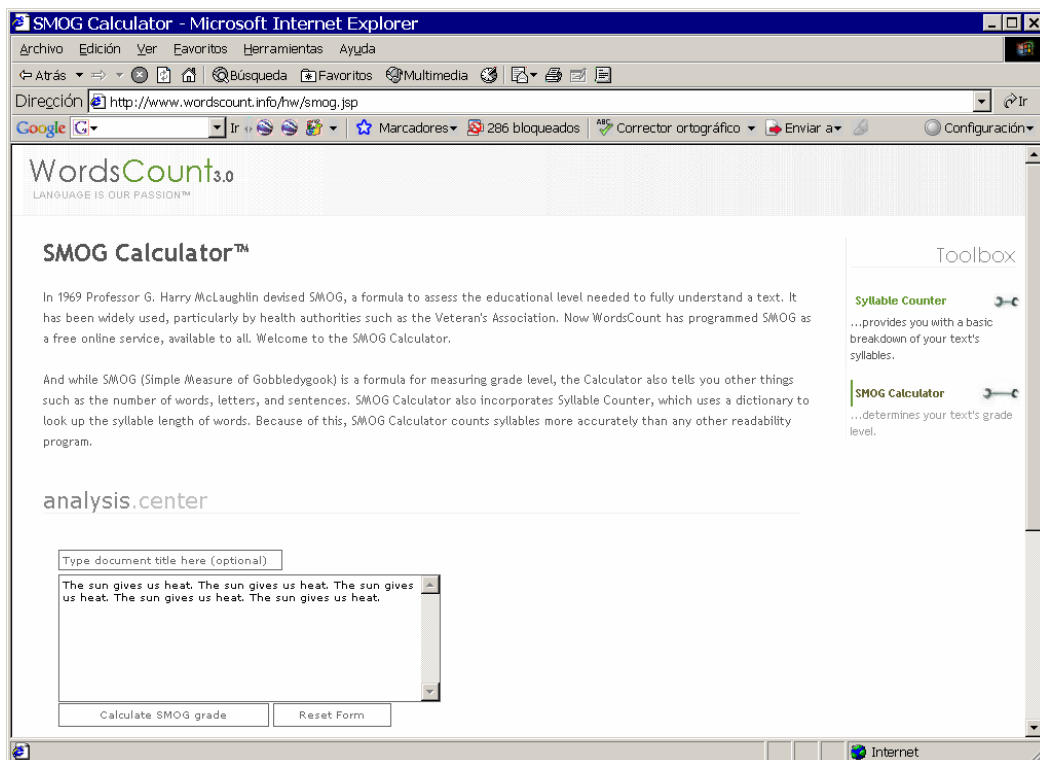 SMOG Calculator - Microsoft Internet Explorer
Archivo Edición Ver Favoritos Herramientas Ayuda
Atrás Búsqueda Favoritos Multimedia
Dirección http://www.wordscount.info/hw/smog.jsp Ir
Google G Ir Marcadores 286 bloqueados ABC Corrector ortográfico Enviar a Configuración
WordsCount3.0
LANGUAGE IS OUR PASSION™
SMOG Calculator™
In 1969 Professor G. Harry McLaughlin devised SMOG, a formula to assess the educational level needed to fully understand a text. It
has been widely used, particularly by health authorities such as the Veteran's Association. Now WordsCount has programmed SMOG as
a free online service, available to all. Welcome to the SMOG Calculator.
And while SMOG (Simple Measure of Gobbledygook) is a formula for measuring grade level, the Calculator also tells you other things
such as the number of words, letters, and sentences. SMOG Calculator also incorporates Syllable Counter, which uses a dictionary to
look up the syllable length of words. Because of this, SMOG Calculator counts syllables more accurately than any other readability
program.
Toolbox
Syllable Counter
...provides you with a basic
breakdown of your text's
syllables.
SMOG Calculator
...determines your text's grade
level.
analysis.center
Type document title here (optional)
The sun gives us heat. The sun gives us heat. The sun gives
us heat. The sun gives us heat. The sun gives us heat.
Calculate SMOG grade Reset Form
Internet